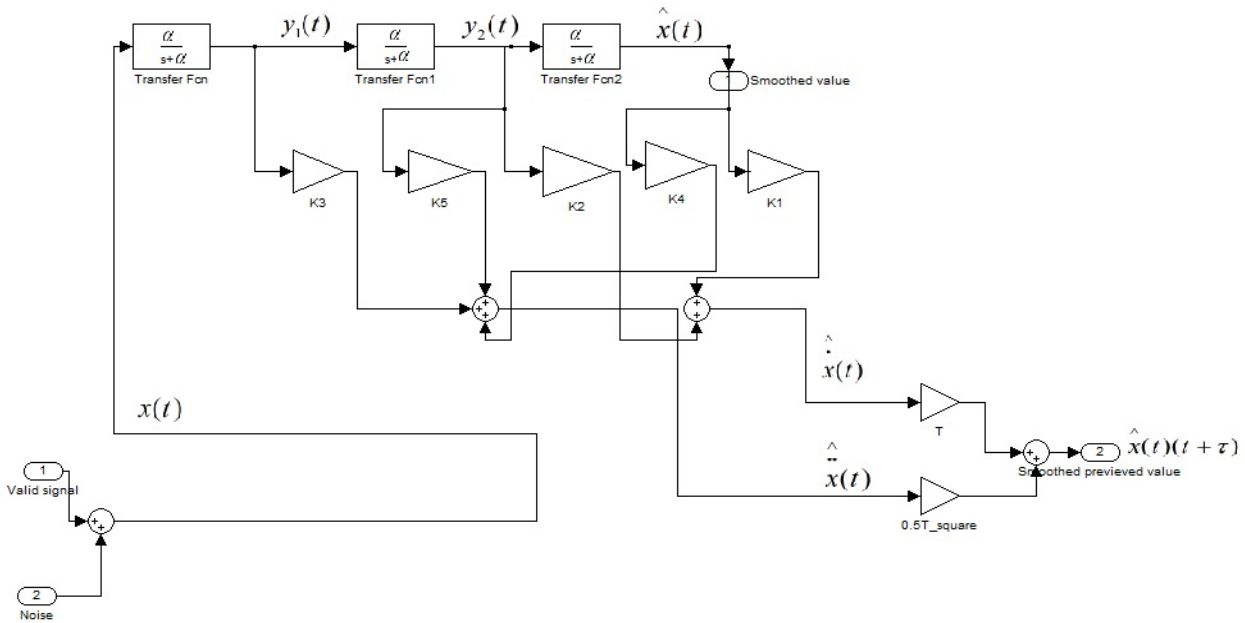 y₁(t) y₂(t) x̂(t)
α α α
s+α s+α s+α
Transfer Fcn Transfer Fcn1 Transfer Fcn2
1 Smoothed value
K3 K5 K2 K4 K1
+ + + + +
ẋ̂(t)
x(t)
T
ẍ̂(t)
+ + 2 x̂(t)(t + τ)
Smoothed previeved value
1
Valid signal
0.5T_square
+ +
2
Noise